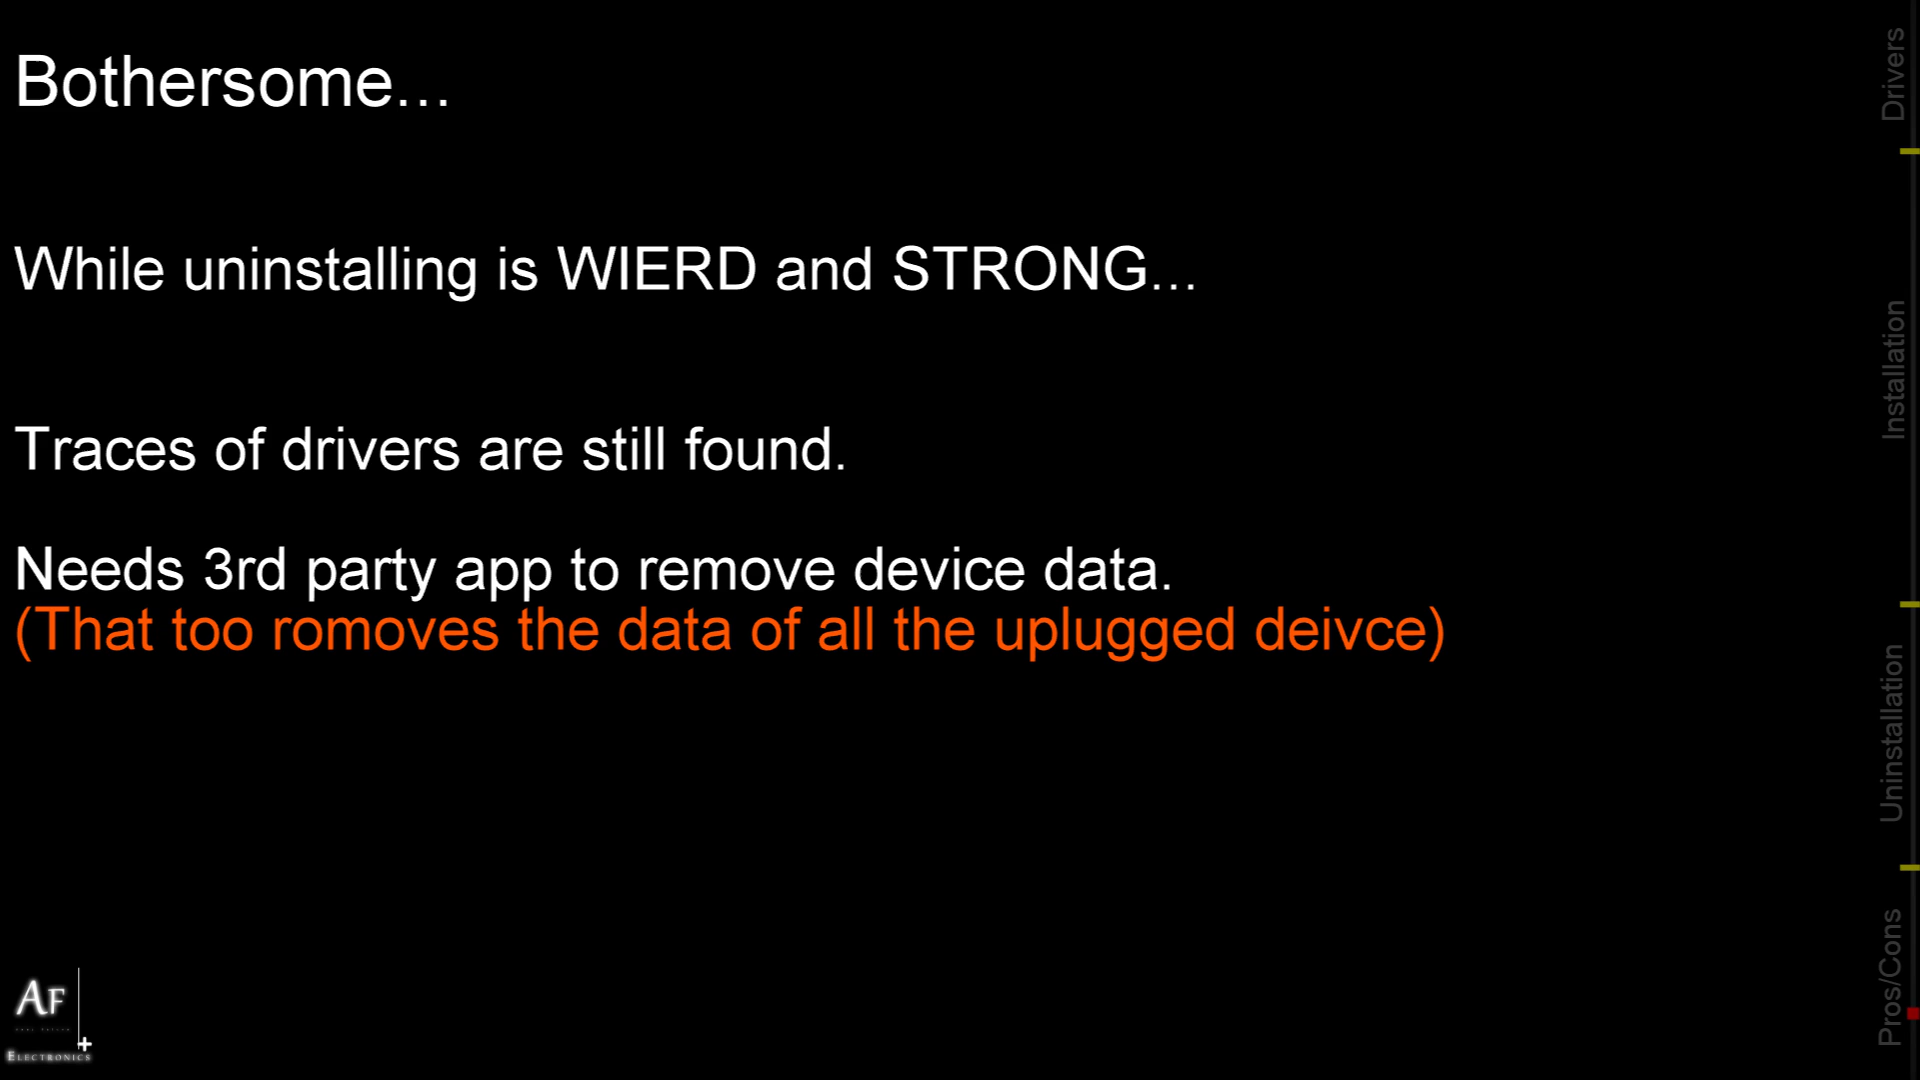 Bothersome...
While uninstalling is WIERD and STRONG...
Traces of drivers are still found.
Needs 3rd party app to remove device data.
(That too romoves the data of all the uplugged deivce)
Drivers
Installation
Uninstallation
Pros/Cons
AF
ELECTRONICS